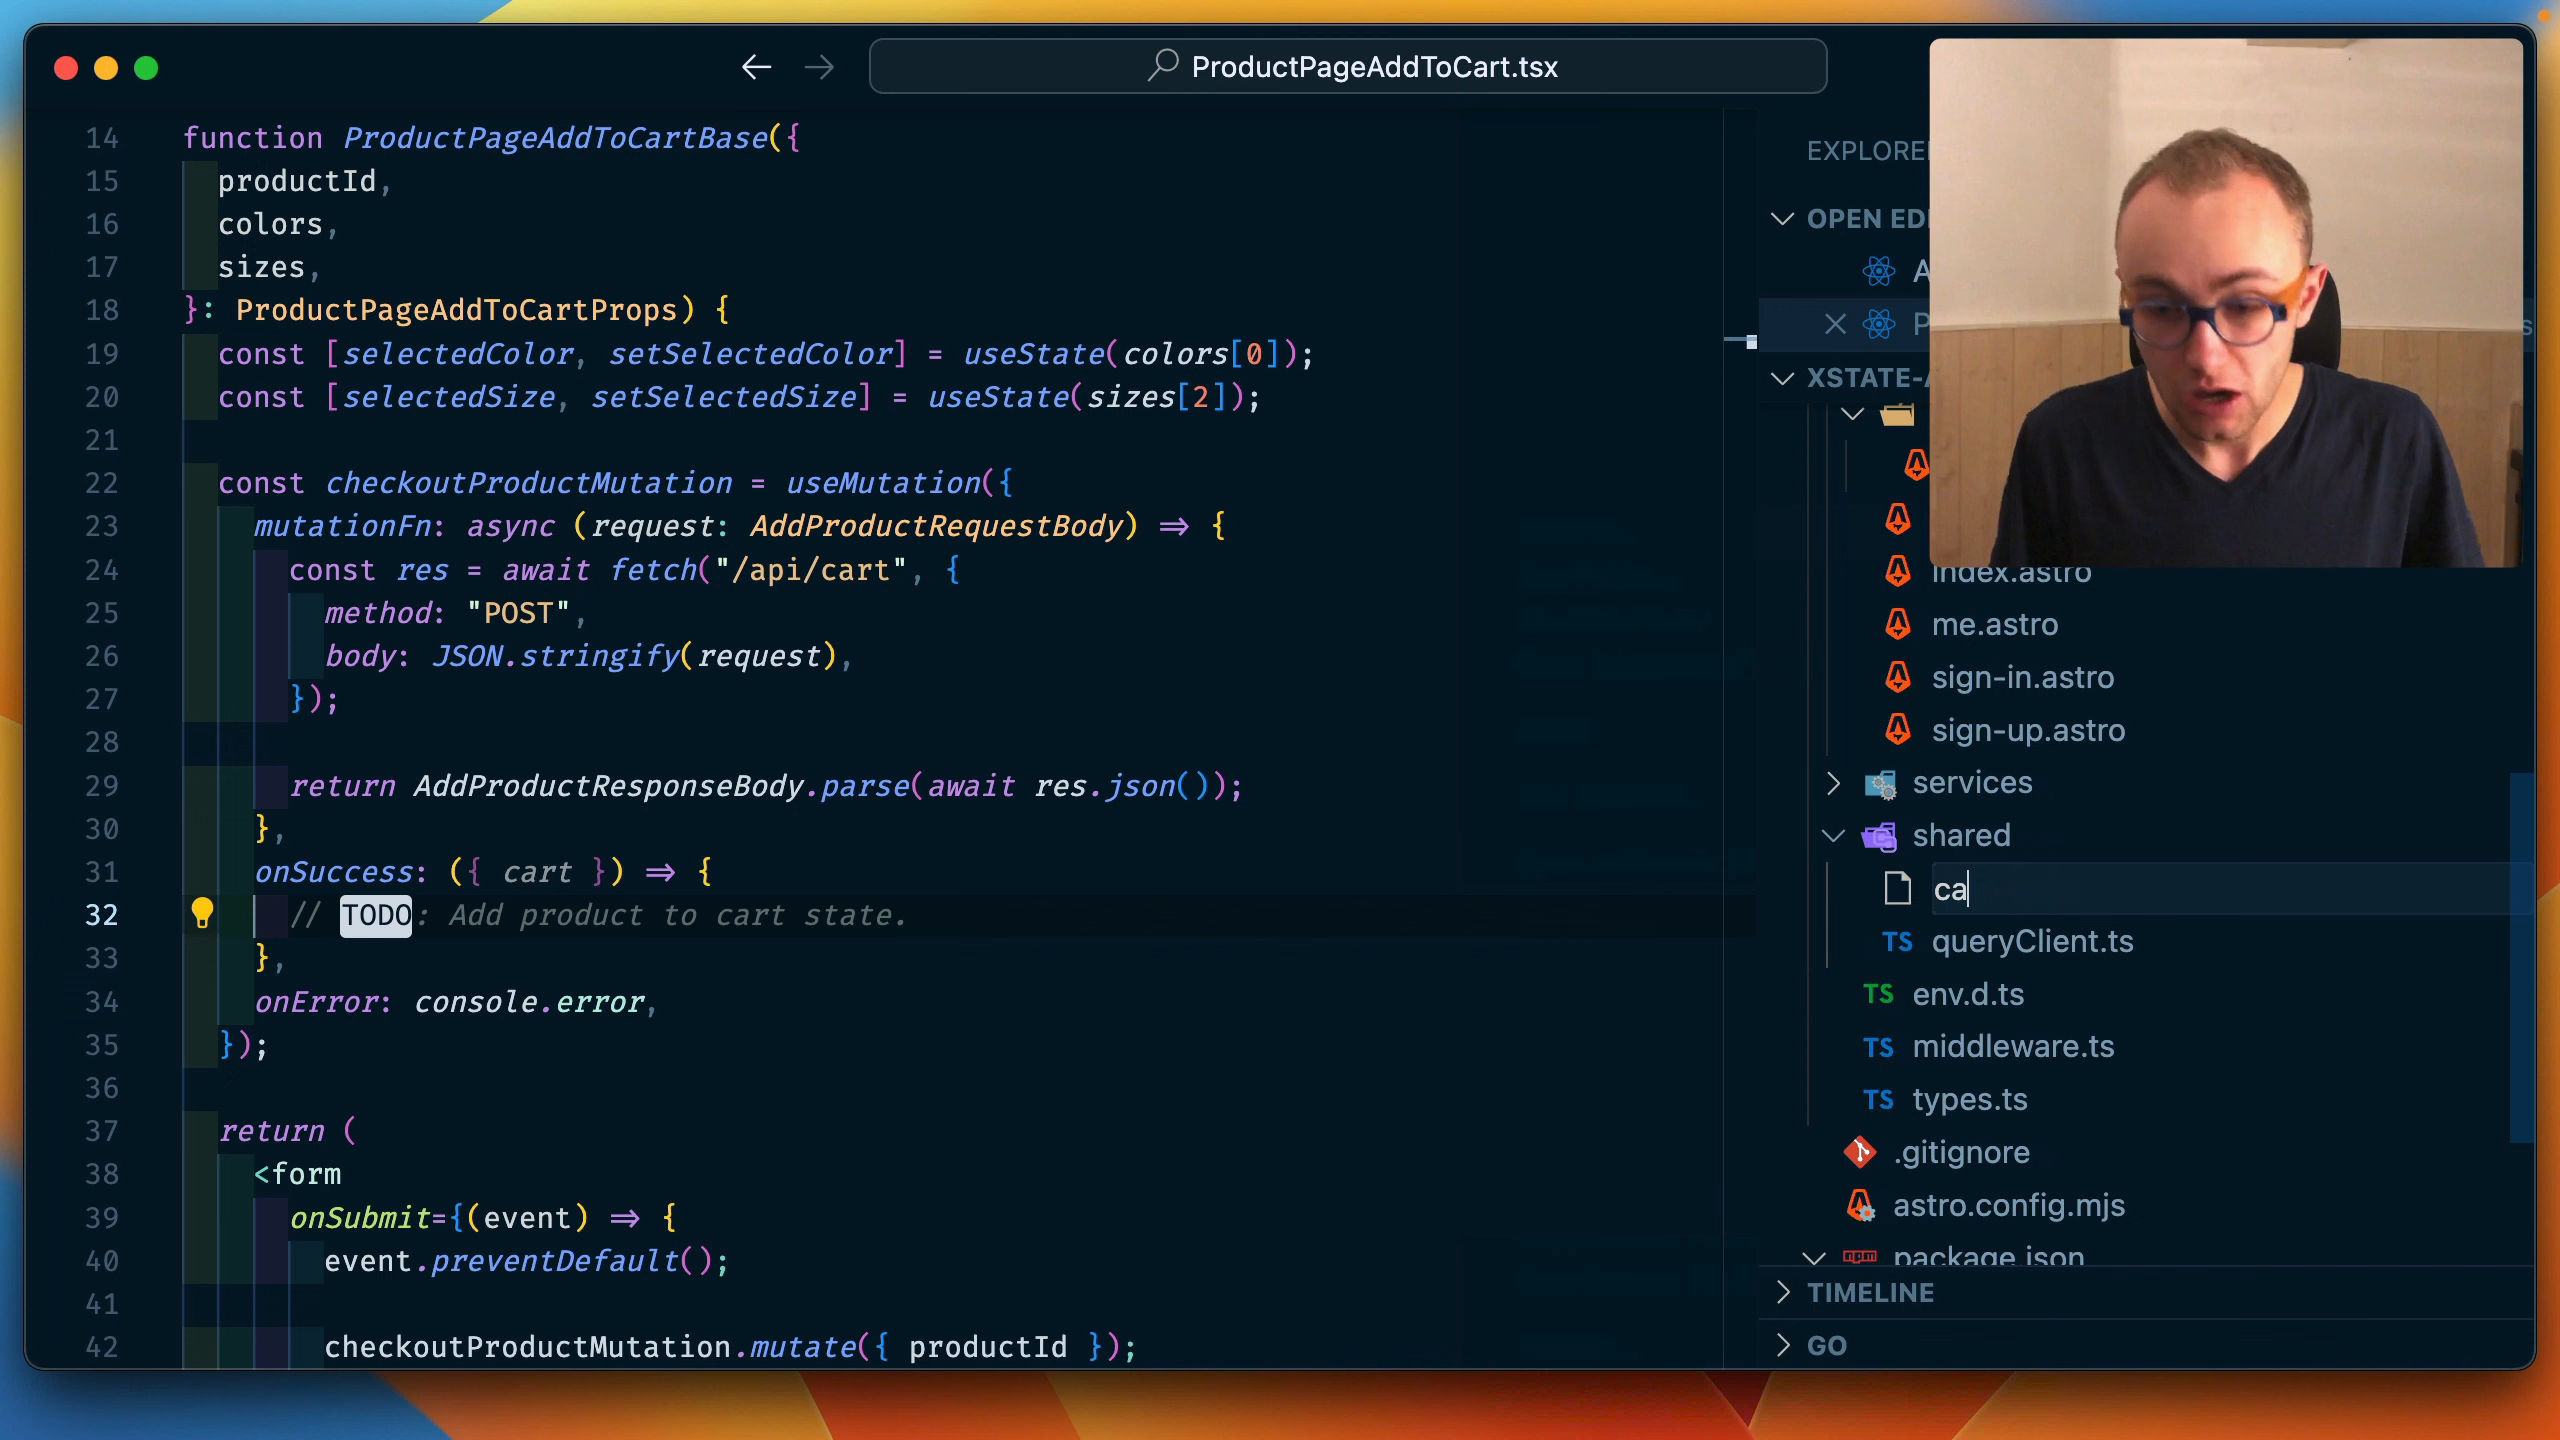 ProductPageAddToCart.tsx
14 function ProductPageAddToCartBase({
15 productId,
16 colors,
17 sizes,
18 }: ProductPageAddToCartProps) {
19 const [selectedColor, setSelectedColor] = useState(colors[0]);
20 const [selectedSize, setSelectedSize] = useState(sizes[2]);
21
22 const checkoutProductMutation = useMutation({
23 mutationFn: async (request: AddProductRequestBody) => {
24 const res = await fetch("/api/cart", {
25 method: "POST",
26 body: JSON.stringify(request),
27 });
28
29 return AddProductResponseBody.parse(await res.json());
30 },
31 onSuccess: ({ cart }) => {
32 // TODO: Add product to cart state.
33 },
34 onError: console.error,
35 });
36
37 return (
38 <form
39 onSubmit={(event) => {
40 event.preventDefault();
41
42 checkoutProductMutation.mutate({ productId });
EXPLORE
OPEN ED
A
P
XSTATE-
index.astro
me.astro
sign-in.astro
sign-up.astro
services
shared
ca
TS queryClient.ts
TS env.d.ts
TS middleware.ts
TS types.ts
.gitignore
astro.config.mjs
package.json
TIMELINE
GO